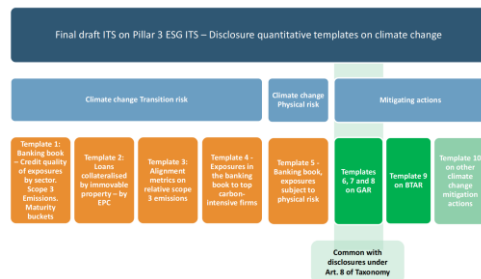 Final draft ITS on Pillar 3 ESG ITS – Disclosure quantitative templates on climate change
Climate change Transition risk
Climate change
Physical risk
Mitigating actions
Template 1:
Banking book
– Credit quality
of exposures
by sector.
Scope 3
Emissions.
Maturity
buckets
Template 2:
Loans
collateralised
by immovable
property – by
EPC
Template 3:
Alignment
metrics on
relative scope
3 emissions
Template 4 -
Exposures in
the banking
book to top
carbon-
intensive firms
Template 5 -
Banking book,
exposures
subject to
physical risk
Templates
6, 7 and 8
on GAR
Template 9
on BTAR
Template 10
on other
climate
change
mitigation
actions
Common with
disclosures under
Art. 8 of Taxonomy